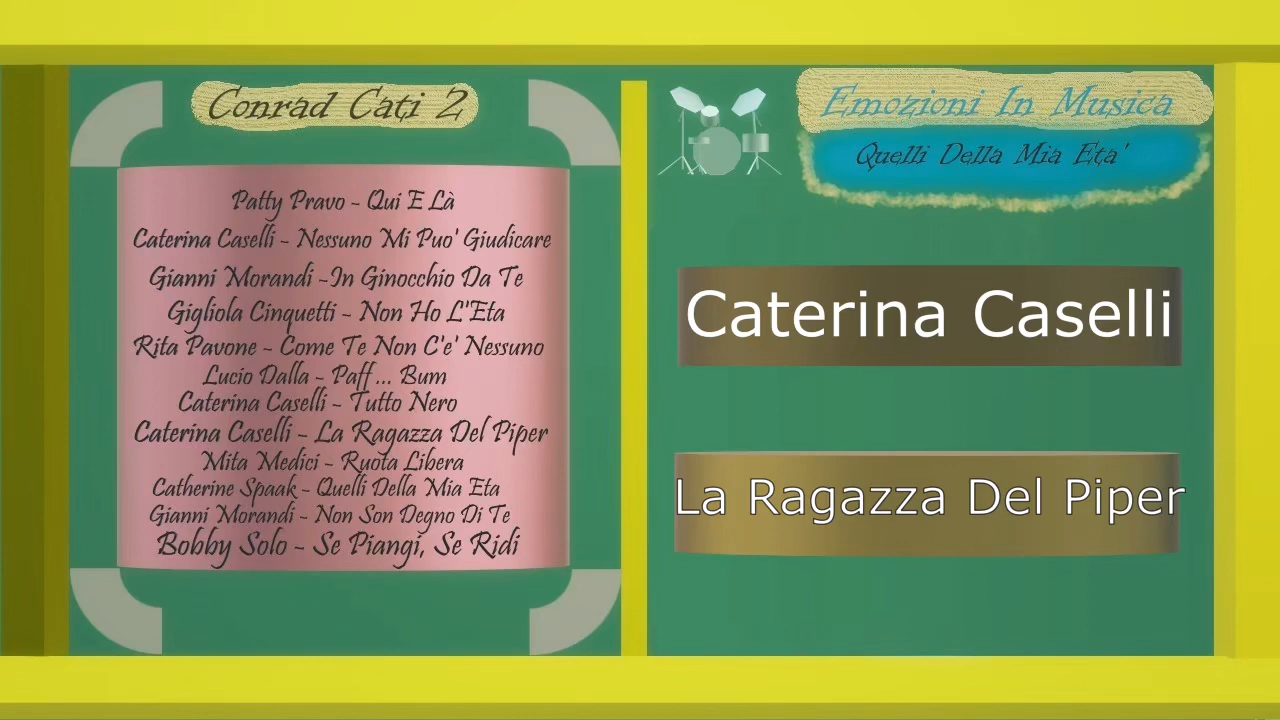 Conrad Cati 2
Patty Pravo - Qui E Là
Caterina Caselli - Nessuno Mi Puo' Giudicare
Gianni Morandi -In Ginocchio Da Te
Gigliola Cinquetti - Non Ho L'Eta
Rita Pavone - Come Te Non C'e' Nessuno
Lucio Dalla - Paff... Bum
Caterina Caselli - Tutto Nero
Caterina Caselli - La Ragazza Del Piper
Mita Medici - Ruota Libera
Catherine Spaak - Quelli Della Mia Eta
Gianni Morandi - Non Son Degno Di Te
Bobby Solo - Se Piangi, Se Ridi
Emozioni In Musica
Quelli Della Mia Eta'
Caterina Caselli
La Ragazza Del Piper